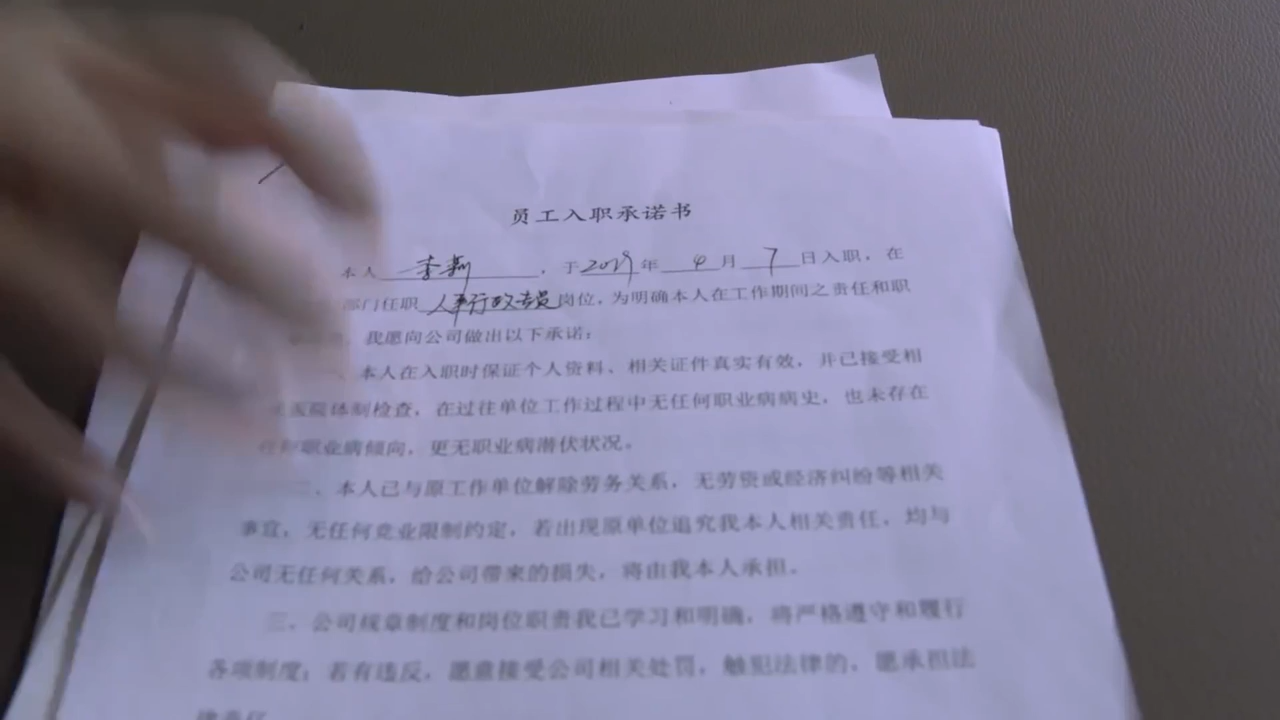 员工入职承诺书
本人 李莉 ，于2019年 4 月 7 日入职，在
部门任职 人事行政专员 岗位，为明确本人在工作期间之责任和职
，我愿向公司做出以下承诺：
本人在入职时保证个人资料、相关证件真实有效，并已接受相
医院体制检查，在过往单位工作过程中无任何职业病病史，也未存在
任何职业病倾向，更无职业病潜伏状况。
二、本人已与原工作单位解除劳务关系，无劳资或经济纠纷等相关
事宜，无任何竞业限制约定，若出现原单位追究我本人相关责任，均与
公司无任何关系，给公司带来的损失，将由我本人承担。
三、公司规章制度和岗位职责我已学习和明确，将严格遵守和履行
各项制度；若有违反，愿意接受公司相关处罚，触犯法律的，愿承担法
律责任